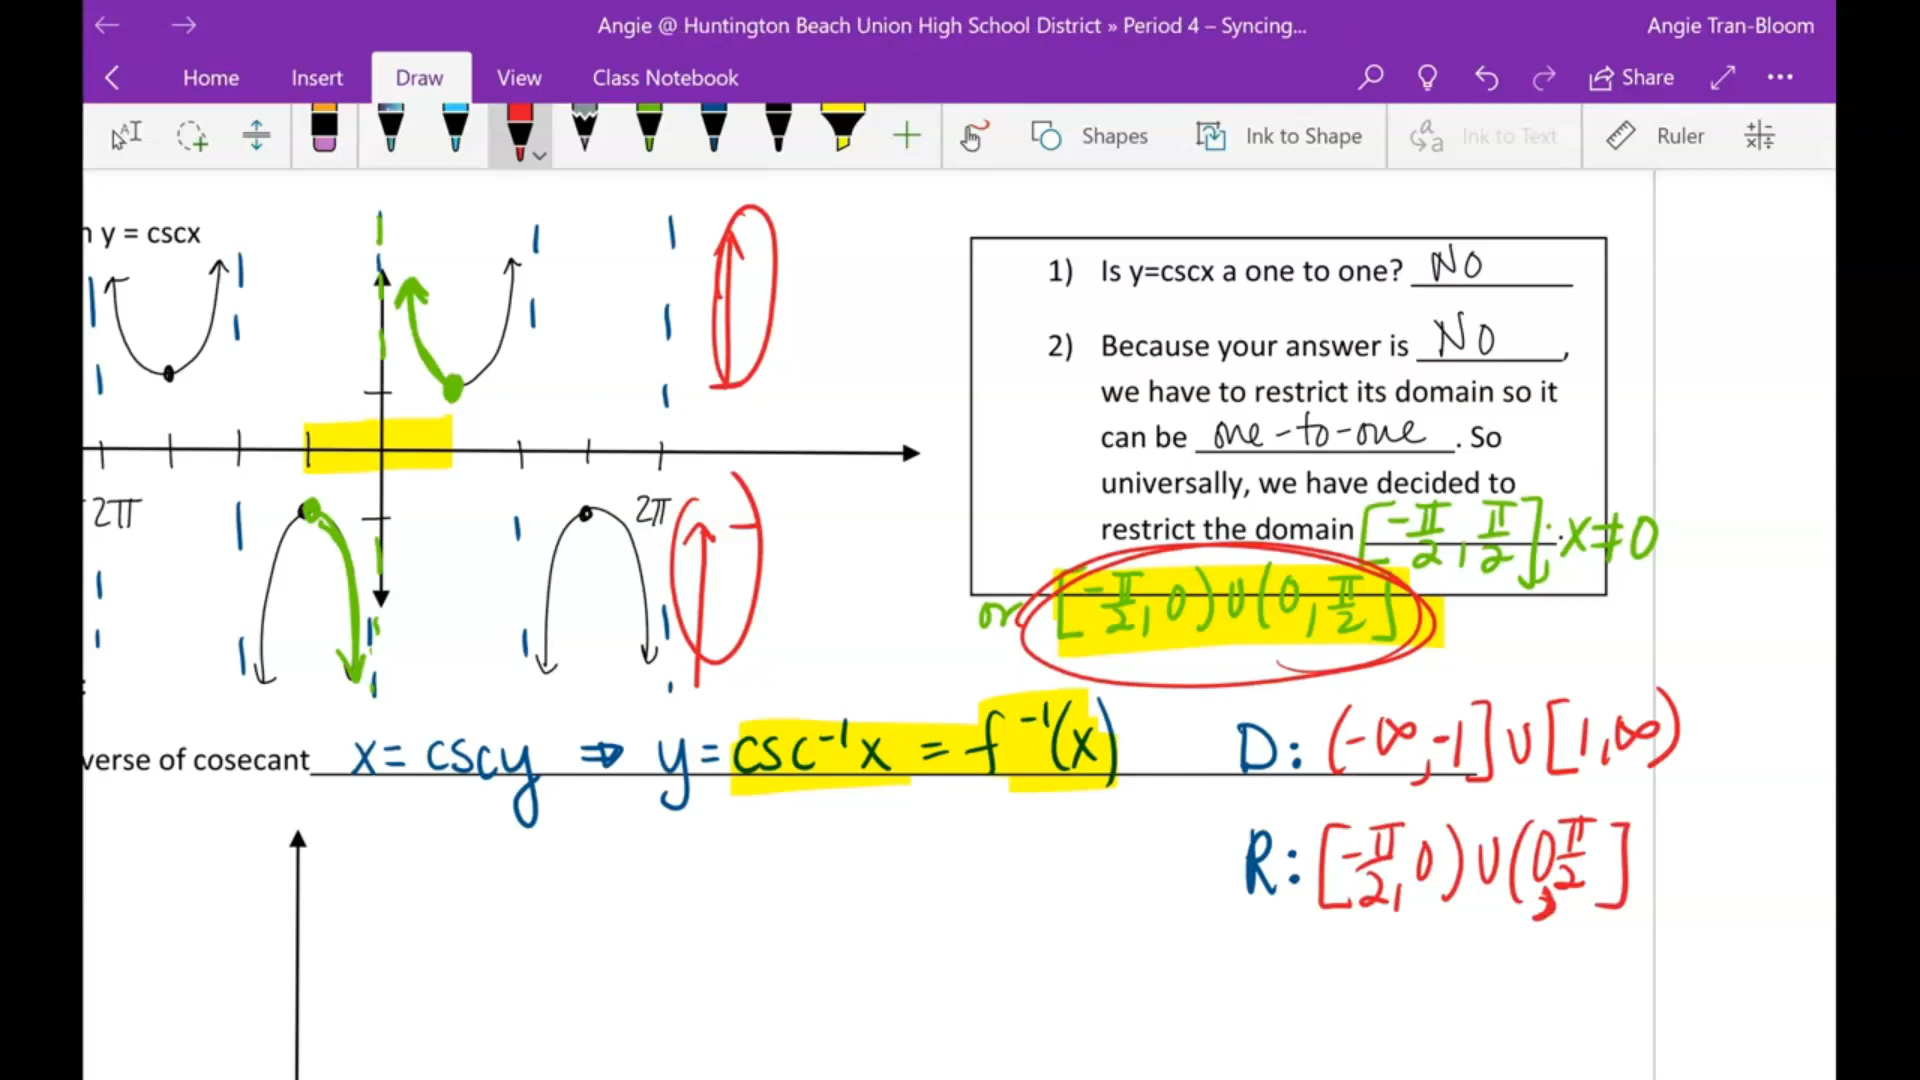 Angie @ Huntington Beach Union High School District » Period 4 – Syncing...
Angie Tran-Bloom
Home Insert Draw View Class Notebook
Share
Shapes Ink to Shape Ink to Text Ruler
n y = cscx
1) Is y=cscx a one to one? NO
2) Because your answer is NO,
we have to restrict its domain so it
can be one-to-one. So
universally, we have decided to
restrict the domain [-π/2, π/2]; x≠0.
or [-π/2, 0) ∪ (0, π/2]
2π
2π
verse of cosecant x = cscy ⇒ y = csc⁻¹x = f⁻¹(x)
D: (-∞, -1] ∪ [1, ∞)
R: [-π/2, 0) ∪ (0, π/2]